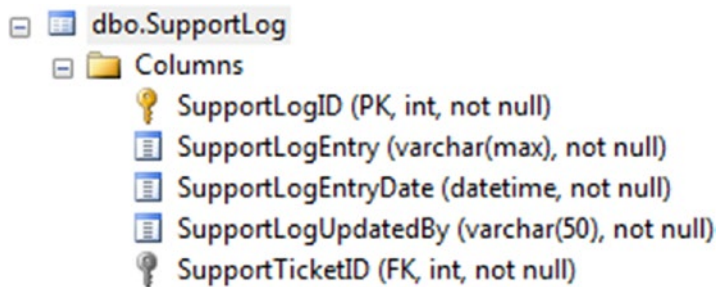 dbo.SupportLog
Columns
SupportLogID (PK, int, not null)
SupportLogEntry (varchar(max), not null)
SupportLogEntryDate (datetime, not null)
SupportLogUpdatedBy (varchar(50), not null)
SupportTicketID (FK, int, not null)